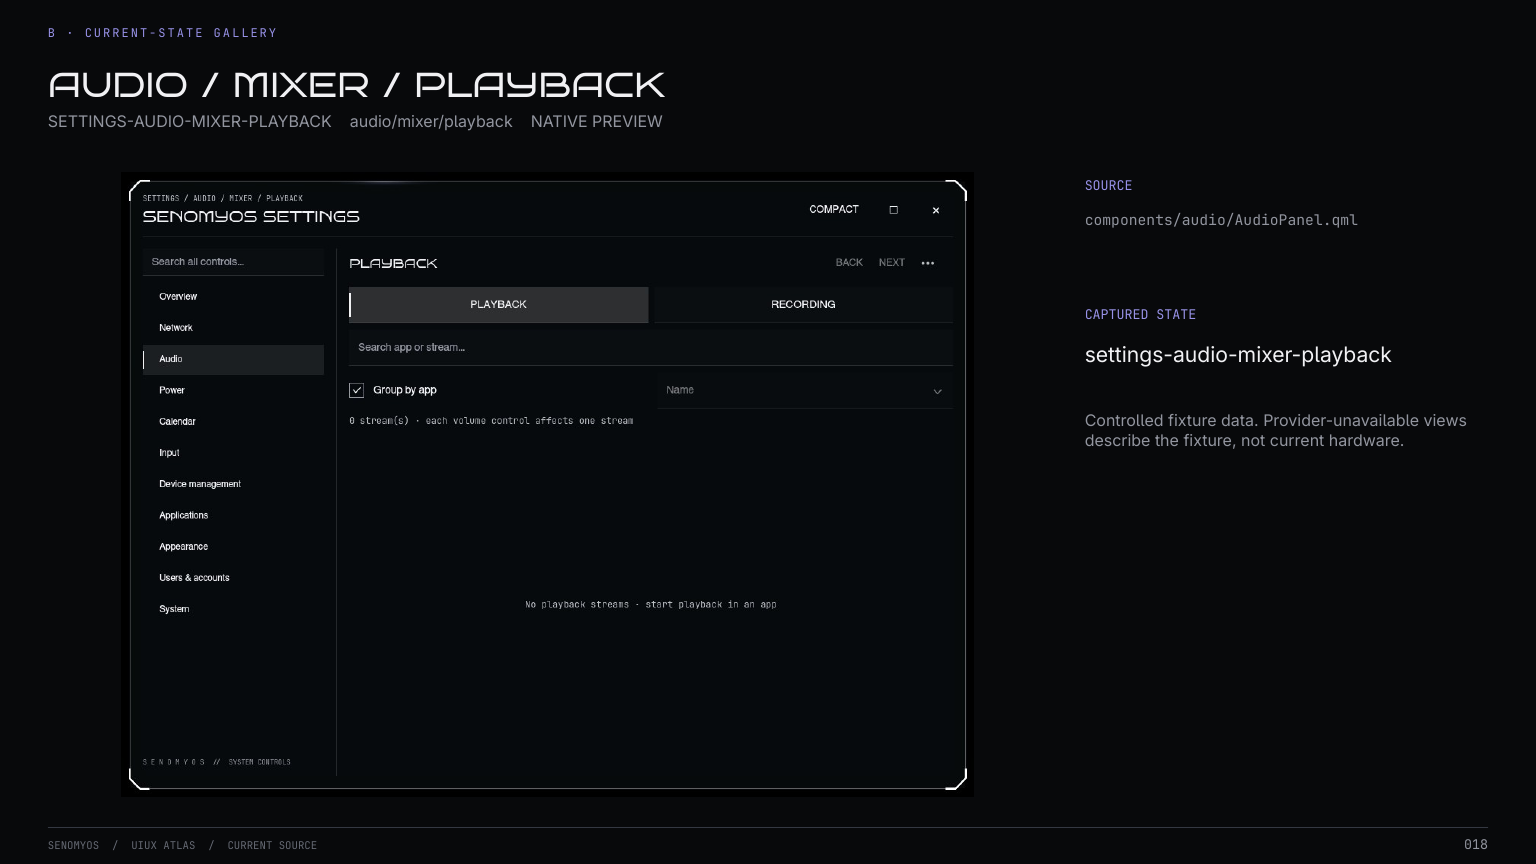 B · CURRENT-STATE GALLERY
AUDIO / MIXER / PLAYBACK
SETTINGS-AUDIO-MIXER-PLAYBACK audio/mixer/playback NATIVE PREVIEW
SETTINGS / AUDIO / MIXER / PLAYBACK
SENOMYOS SETTINGS
COMPACT
Search all controls...
Overview
Network
Audio
Power
Calendar
Input
Device management
Applications
Appearance
Users & accounts
System
SENOMYOS // SYSTEM CONTROLS
PLAYBACK
BACK NEXT •••
PLAYBACK RECORDING
Search app or stream...
Group by app
Name
0 stream(s) · each volume control affects one stream
No playback streams · start playback in an app
SOURCE
components/audio/AudioPanel.qml
CAPTURED STATE
settings-audio-mixer-playback
Controlled fixture data. Provider-unavailable views
describe the fixture, not current hardware.
SENOMYOS / UIUX ATLAS / CURRENT SOURCE
018